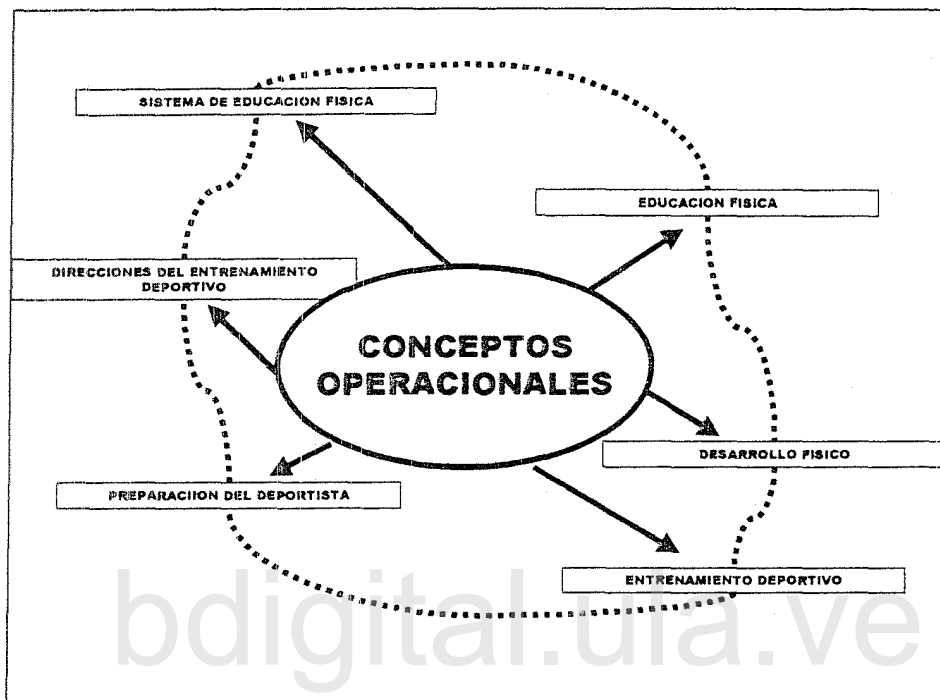 SISTEMA DE EDUCACION FISICA
EDUCACION FISICA
DIRECCIONES DEL ENTRENAMIENTO
DEPORTIVO
CONCEPTOS
OPERACIONALES
DESARROLLO FISICO
PREPARACIION DEL DEPORTISTA
ENTRENAMIENTO DEPORTIVO
bdigital.ula.ve